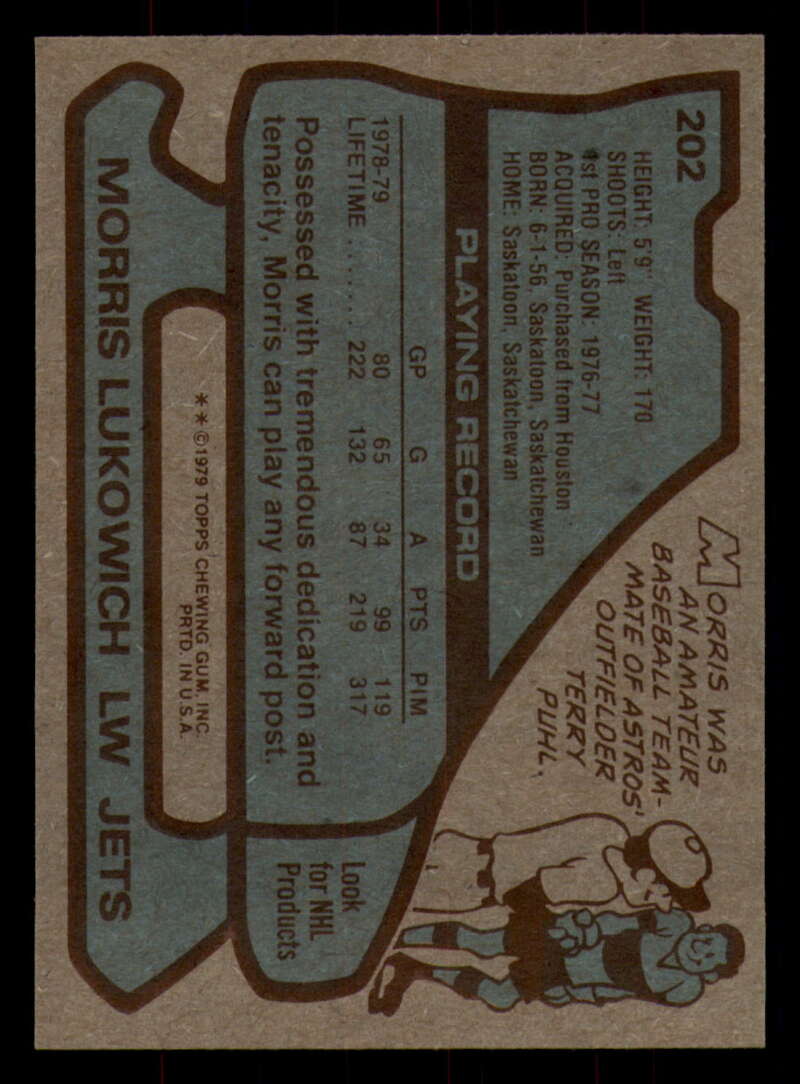 202
HEIGHT: 5'9" WEIGHT: 170
SHOOTS: Left
1st PRO SEASON: 1976-77
ACQUIRED: Purchased from Houston
BORN: 6-1-56, Saskatoon, Saskatchewan
HOME: Saskatoon, Saskatchewan
MORRIS WAS
AN AMATEUR
BASEBALL TEAM-
MATE OF ASTROS'
OUTFIELDER
TERRY
PUHL.
PLAYING RECORD
GP G A PTS PIM
1978-79 80 65 34 99 119
LIFETIME ........ 222 132 87 219 317
Possessed with tremendous dedication and
tenacity, Morris can play any forward post.
Look
for NHL
Products
**©1979 TOPPS CHEWING GUM, INC.
PRTD. IN U.S.A.
MORRIS LUKOWICH LW JETS